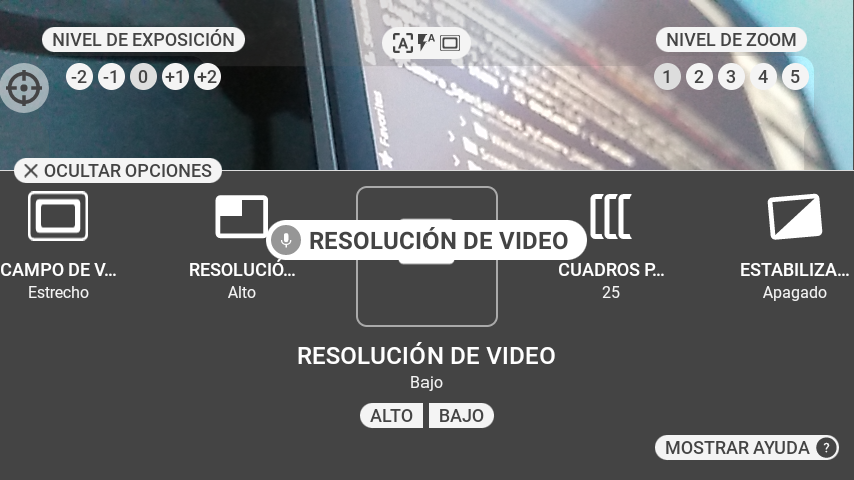 NIVEL DE EXPOSICIÓN
A
A
NIVEL DE ZOOM
-2 -1 0 +1 +2
1 2 3 4 5
Favorites
OCULTAR OPCIONES
RESOLUCIÓN DE VIDEO
CAMPO DE V...
Estrecho
RESOLUCIÓ...
Alto
CUADROS P...
25
ESTABILIZA...
Apagado
RESOLUCIÓN DE VIDEO
Bajo
ALTO BAJO
MOSTRAR AYUDA ?